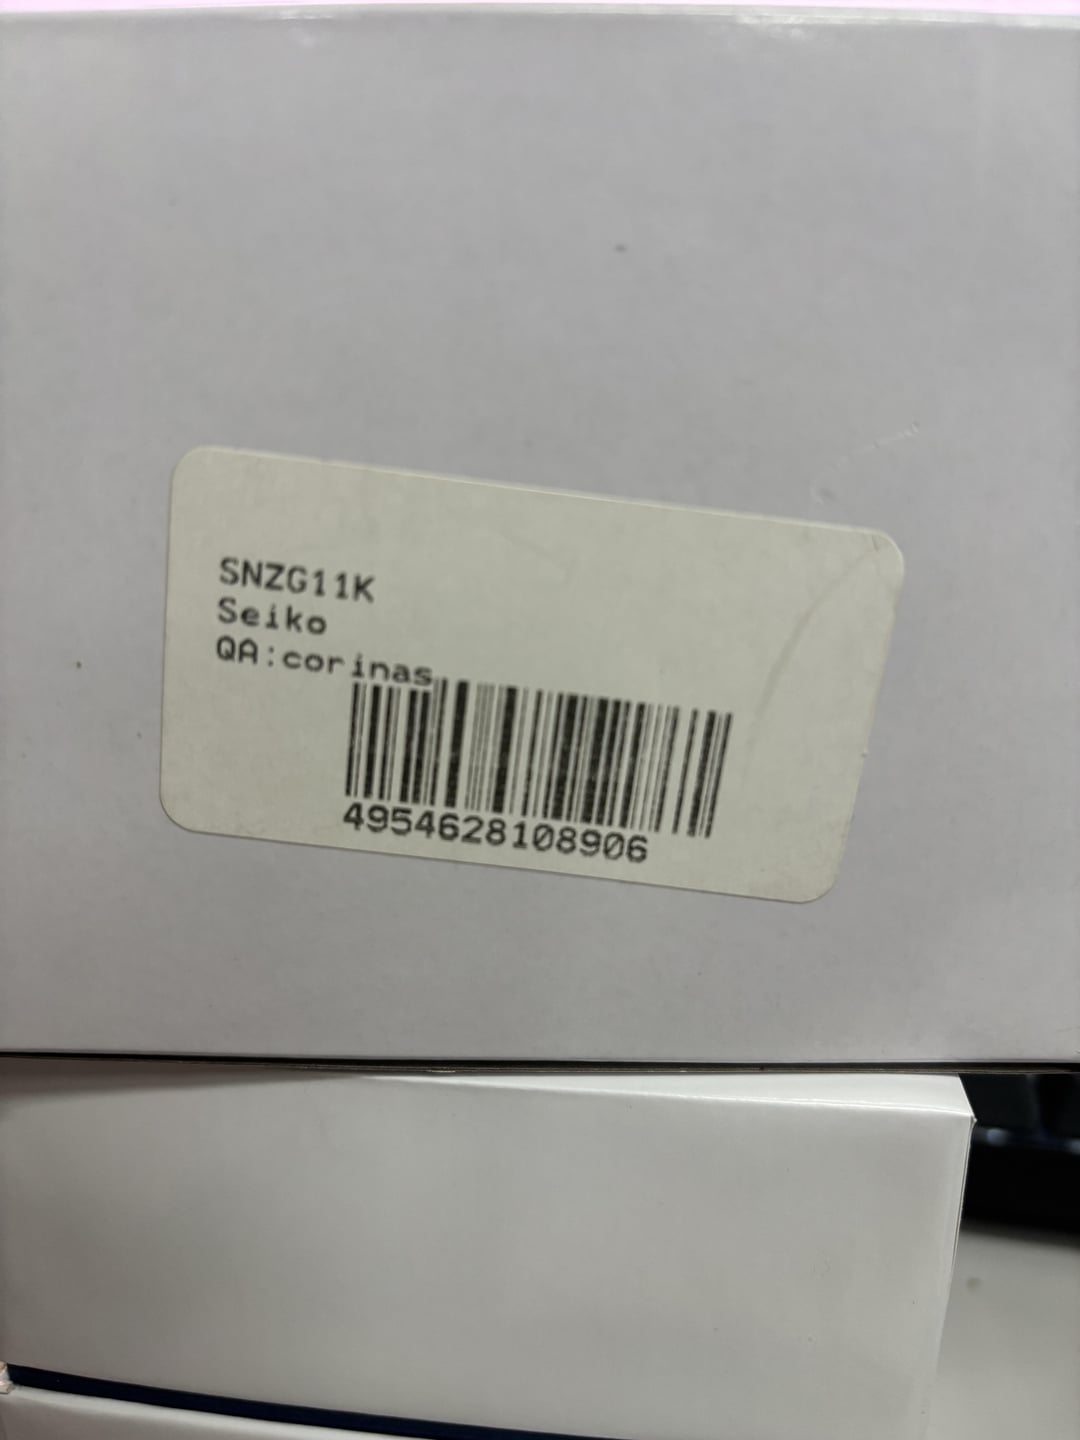 SNZG11K
Seiko
QA:corinas
4954628108906